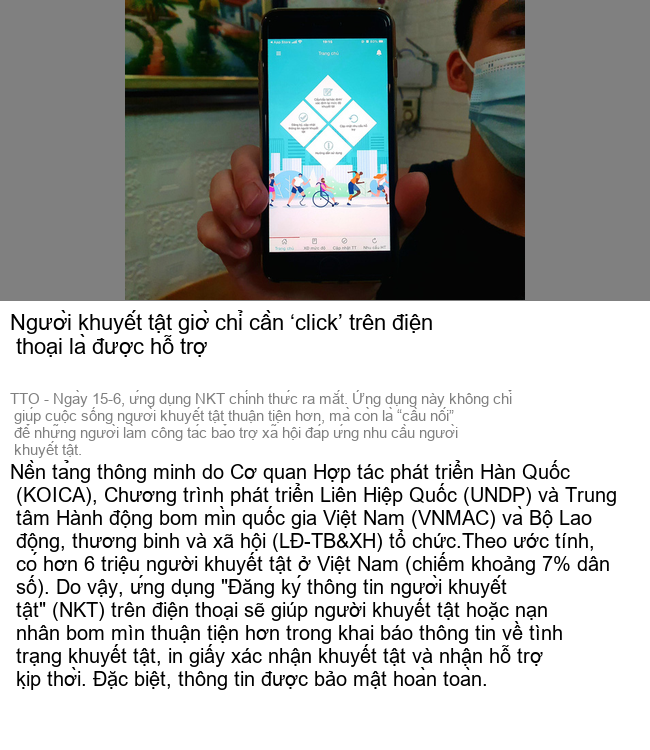 Trang chủ
Người khuyết tật giờ chỉ cần ‘click’ trên điện
thoại là được hỗ trợ
TTO - Ngày 15-6, ứng dụng NKT chính thức ra mắt. Ứng dụng này không chỉ
giúp cuộc sống người khuyết tật thuận tiện hơn, mà còn là “cầu nối”
để những người làm công tác bảo trợ xã hội đáp ứng nhu cầu người
khuyết tật.
Nền tảng thông minh do Cơ quan Hợp tác phát triển Hàn Quốc
(KOICA), Chương trình phát triển Liên Hiệp Quốc (UNDP) và Trung
tâm Hành động bom mìn quốc gia Việt Nam (VNMAC) và Bộ Lao
động, thương binh và xã hội (LĐ-TB&XH) tổ chức.Theo ước tính,
có hơn 6 triệu người khuyết tật ở Việt Nam (chiếm khoảng 7% dân
số). Do vậy, ứng dụng "Đăng ký thông tin người khuyết
tật" (NKT) trên điện thoại sẽ giúp người khuyết tật hoặc nạn
nhân bom mìn thuận tiện hơn trong khai báo thông tin về tình
trạng khuyết tật, in giấy xác nhận khuyết tật và nhận hỗ trợ
kịp thời. Đặc biệt, thông tin được bảo mật hoàn toàn.